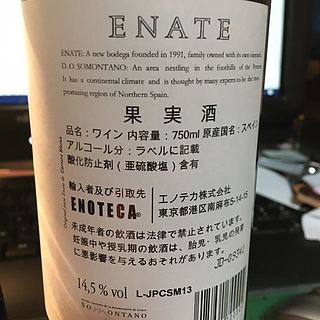 ENATE
ENATE: A new bodega founded in 1991, family owned with its own vineyard.
D. O. SOMONTANO: An area nestling in the foothills of the Pyrenees.
It has a continental climate and is thought by many experts to be the most
promising region of Northern Spain.
果実酒
品名：ワイン 内容量：750ml 原産国名：スペイン
アルコール分：ラベルに記載
酸化防止剤（亜硫酸塩）含有
輸入者及び引取先
ENOTECA®
エノテカ株式会社
東京都港区南麻布5-14-15
未成年者の飲酒は法律で禁止されています。
妊娠中や授乳期の飲酒は、胎児・乳児の発育
に悪影響を与えるおそれがあります。
14,5 % vol
L-JPCSM13
SOMONTANO